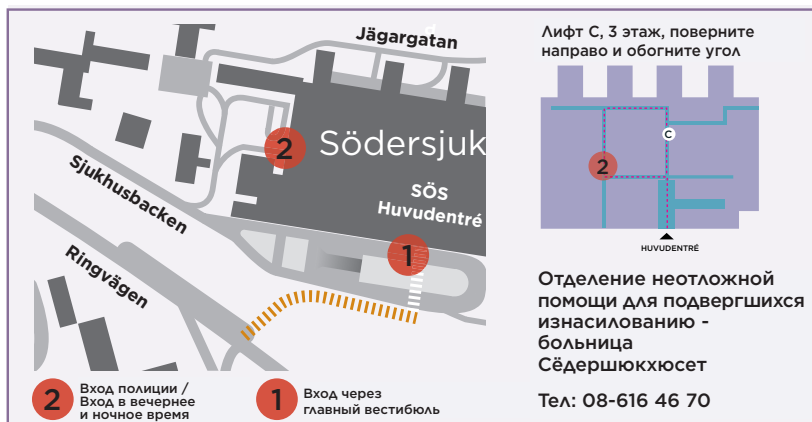 Jägargatan
Södersjuk
SÖS
Huvudentré
Sjukhusbacken
Ringvägen
2
1
2
Вход полиции /
Вход в вечернее
и ночное время
1
Вход через
главный вестибюль
Лифт C, 3 этаж, поверните
направо и обогните угол
C
2
HUVUDENTRÉ
Отделение неотложной
помощи для подвергшихся
изнасилованию -
больница
Сёдершюкхюсет
Тел: 08-616 46 70